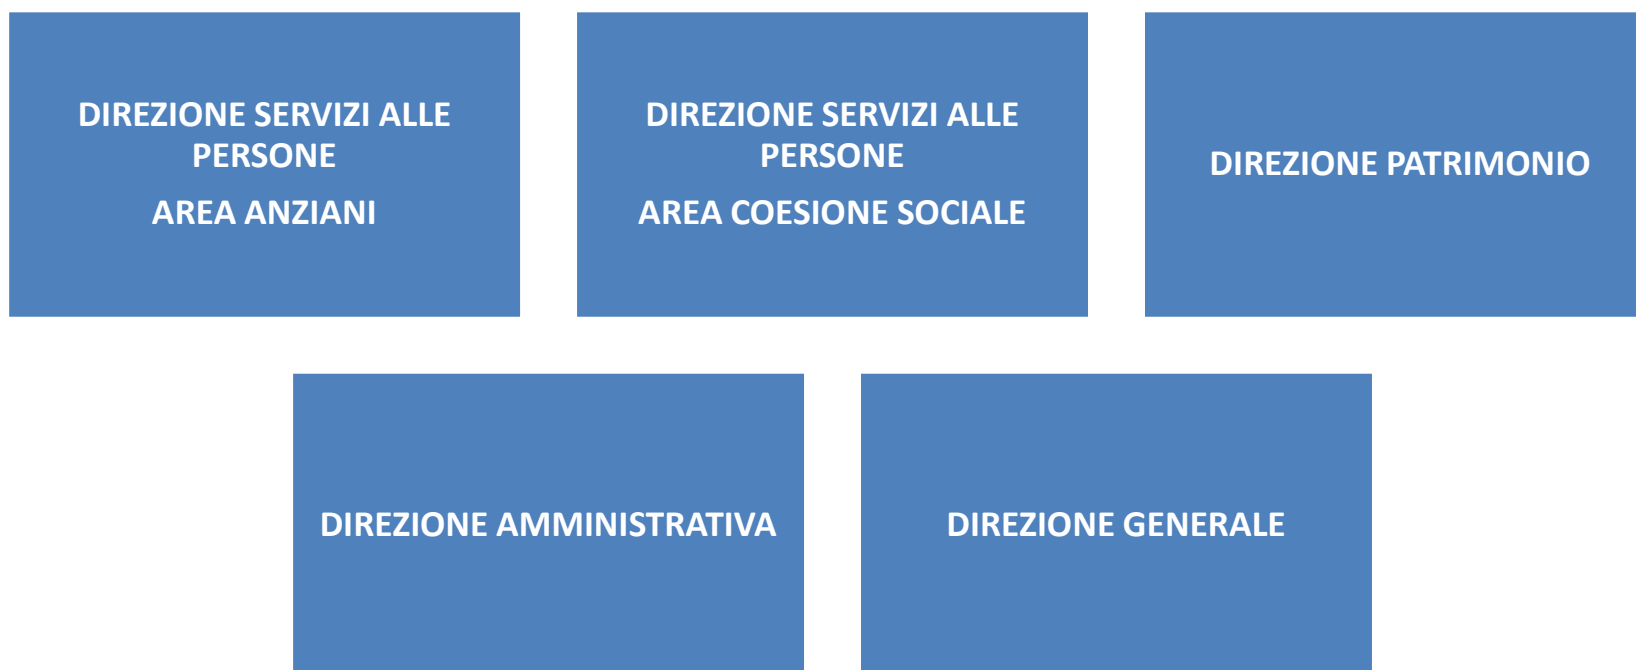 DIREZIONE SERVIZI ALLE
PERSONE
AREA ANZIANI
DIREZIONE SERVIZI ALLE
PERSONE
AREA COESIONE SOCIALE
DIREZIONE PATRIMONIO
DIREZIONE AMMINISTRATIVA
DIREZIONE GENERALE